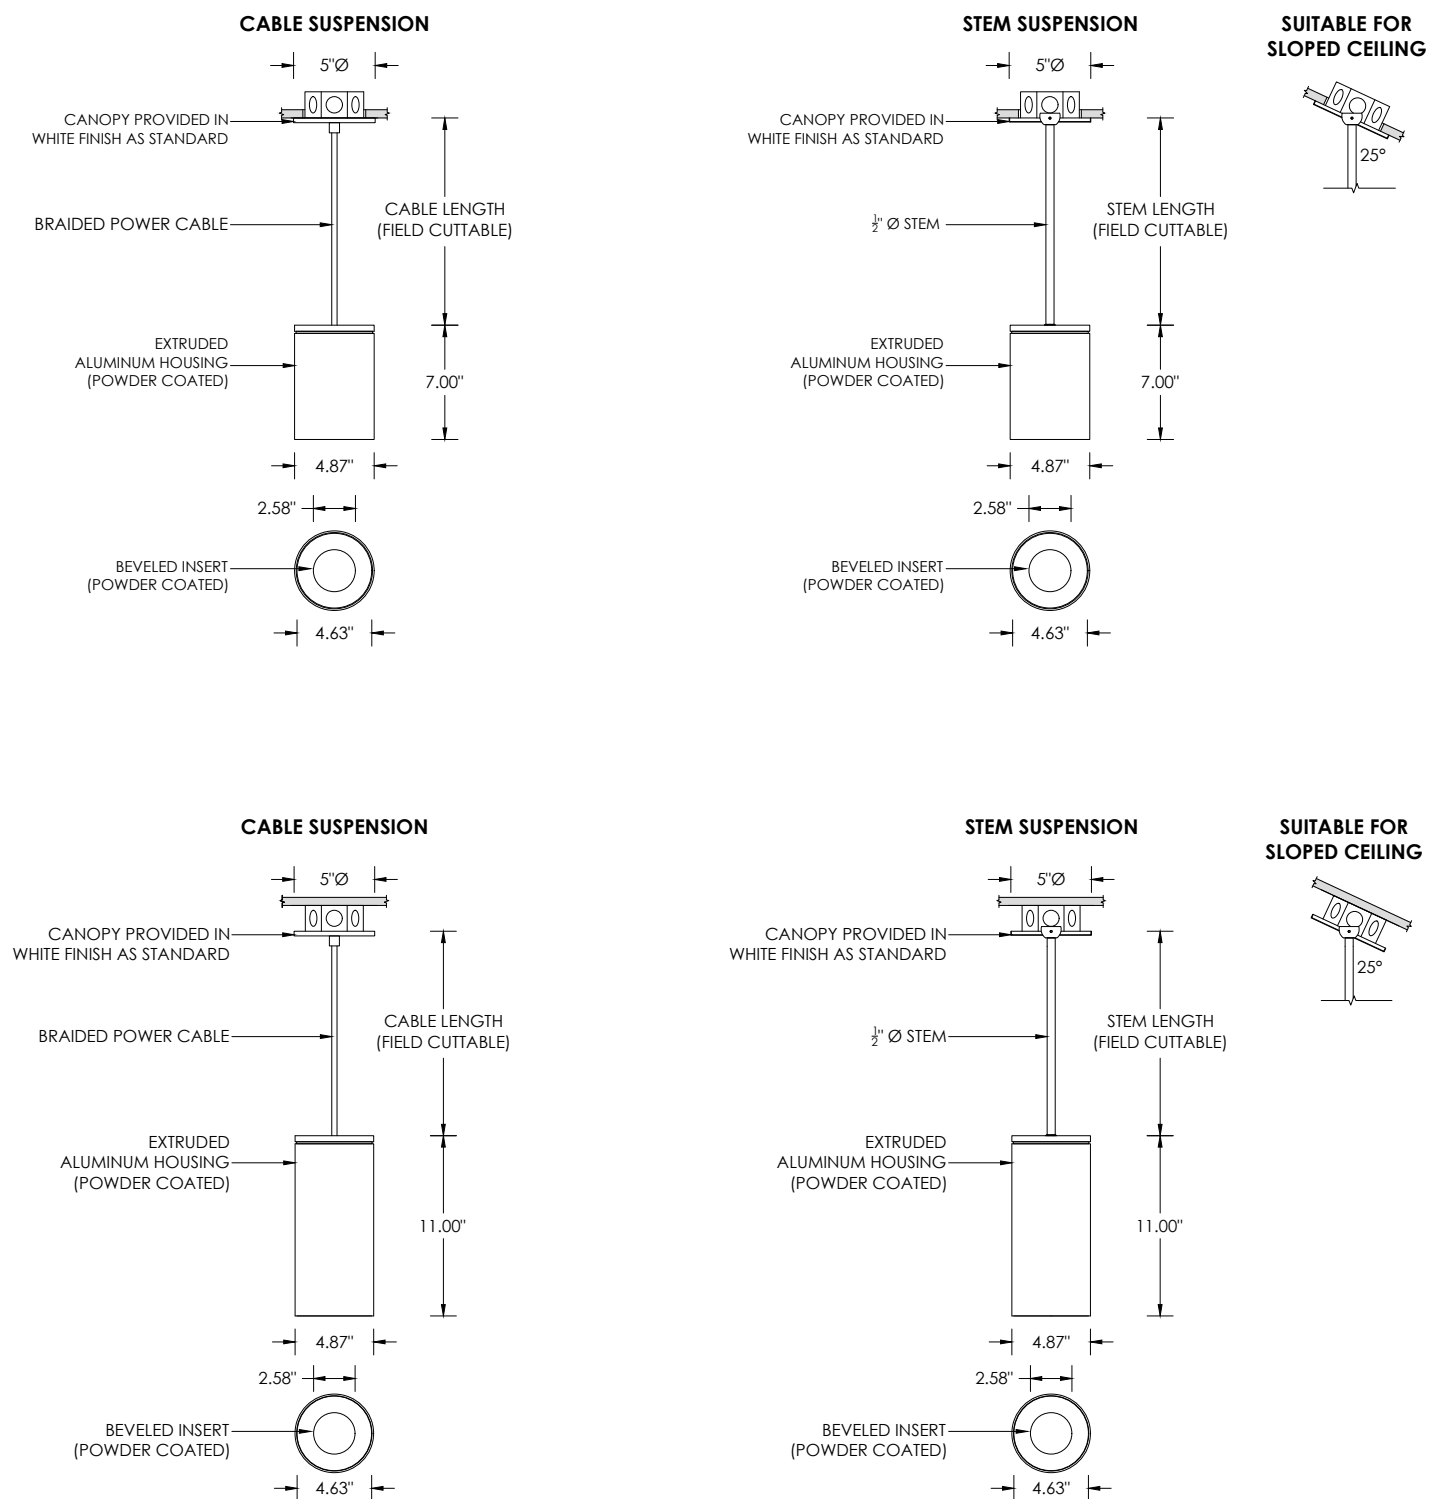 CABLE SUSPENSION
5"Ø
CANOPY PROVIDED IN
WHITE FINISH AS STANDARD
BRAIDED POWER CABLE
CABLE LENGTH
(FIELD CUTTABLE)
EXTRUDED
ALUMINUM HOUSING
(POWDER COATED)
7.00"
4.87"
2.58"
BEVELED INSERT
(POWDER COATED)
4.63"
STEM SUSPENSION
5"Ø
CANOPY PROVIDED IN
WHITE FINISH AS STANDARD
½" Ø STEM
STEM LENGTH
(FIELD CUTTABLE)
EXTRUDED
ALUMINUM HOUSING
(POWDER COATED)
7.00"
4.87"
2.58"
BEVELED INSERT
(POWDER COATED)
4.63"
SUITABLE FOR
SLOPED CEILING
25°
CABLE SUSPENSION
5"Ø
CANOPY PROVIDED IN
WHITE FINISH AS STANDARD
BRAIDED POWER CABLE
CABLE LENGTH
(FIELD CUTTABLE)
EXTRUDED
ALUMINUM HOUSING
(POWDER COATED)
11.00"
4.87"
2.58"
BEVELED INSERT
(POWDER COATED)
4.63"
STEM SUSPENSION
5"Ø
CANOPY PROVIDED IN
WHITE FINISH AS STANDARD
½" Ø STEM
STEM LENGTH
(FIELD CUTTABLE)
EXTRUDED
ALUMINUM HOUSING
(POWDER COATED)
11.00"
4.87"
2.58"
BEVELED INSERT
(POWDER COATED)
4.63"
SUITABLE FOR
SLOPED CEILING
25°